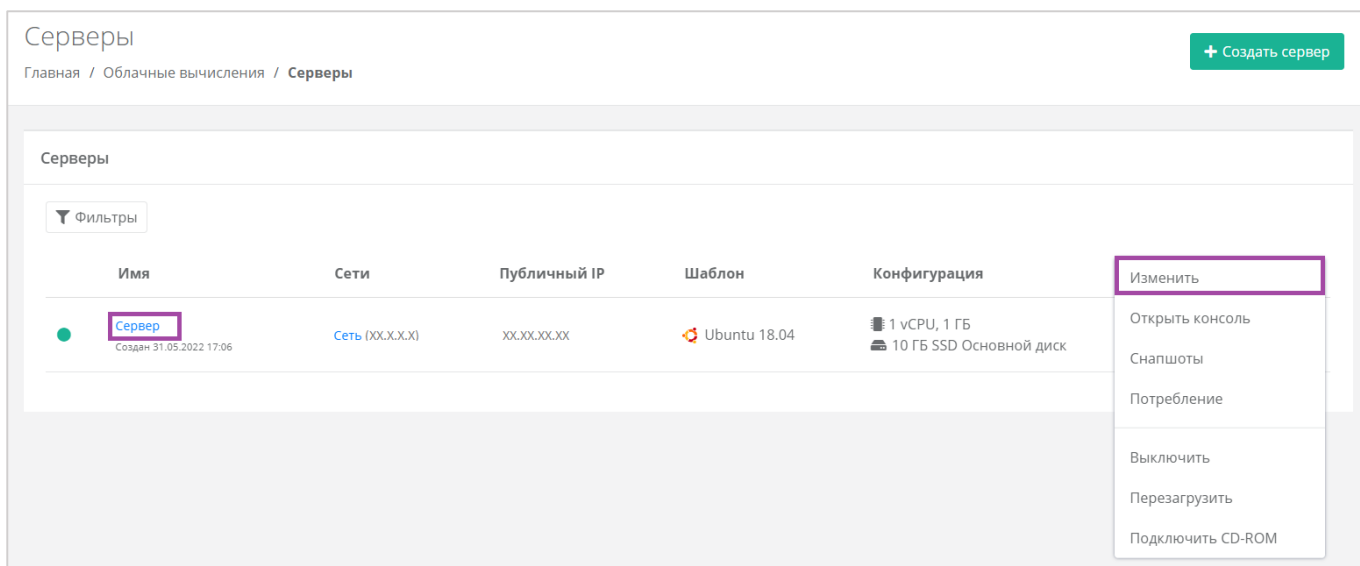 Серверы
+ Создать сервер
Главная / Облачные вычисления / Серверы
Серверы
Фильтры
Имя Сети Публичный IP Шаблон Конфигурация
Сервер
Создан 31.05.2022 17:06
Сеть (XX.X.X.X)
XX.XX.XX.XX
Ubuntu 18.04
1 vCPU, 1 ГБ
10 ГБ SSD Основной диск
Изменить
Открыть консоль
Снапшоты
Потребление
Выключить
Перезагрузить
Подключить CD-ROM